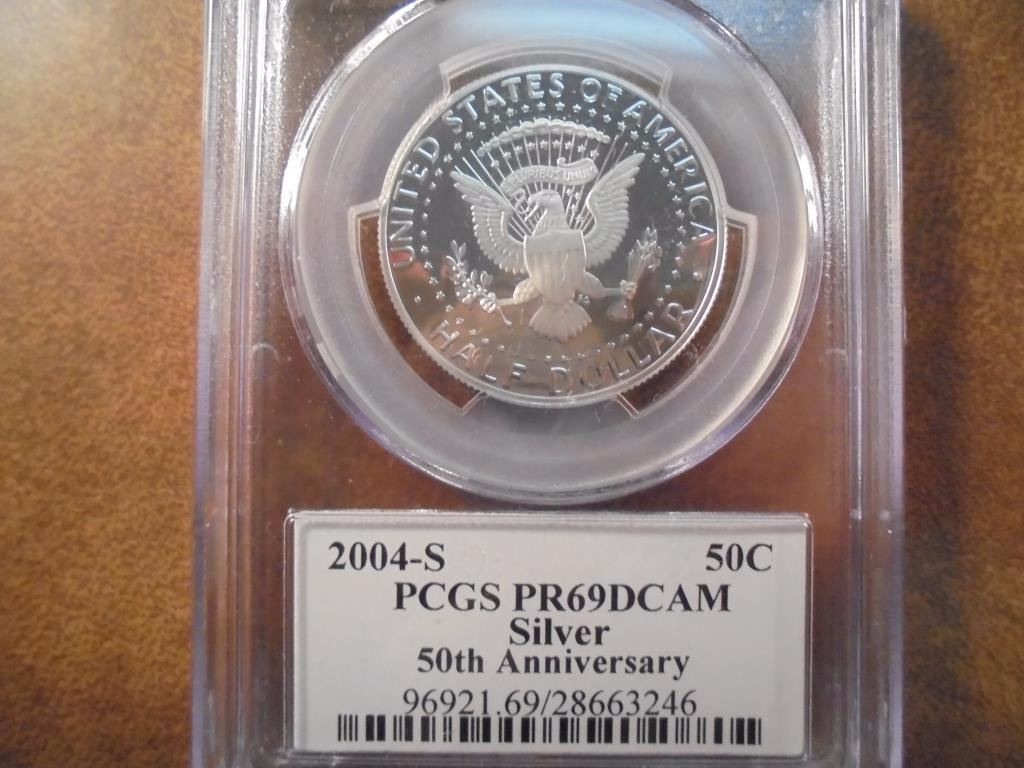 UNITED STATES OF AMERICA
PLURIBUS UNUM
HALF DOLLAR
2004-S 50C
PCGS PR69DCAM
Silver
50th Anniversary
96921.69/28663246